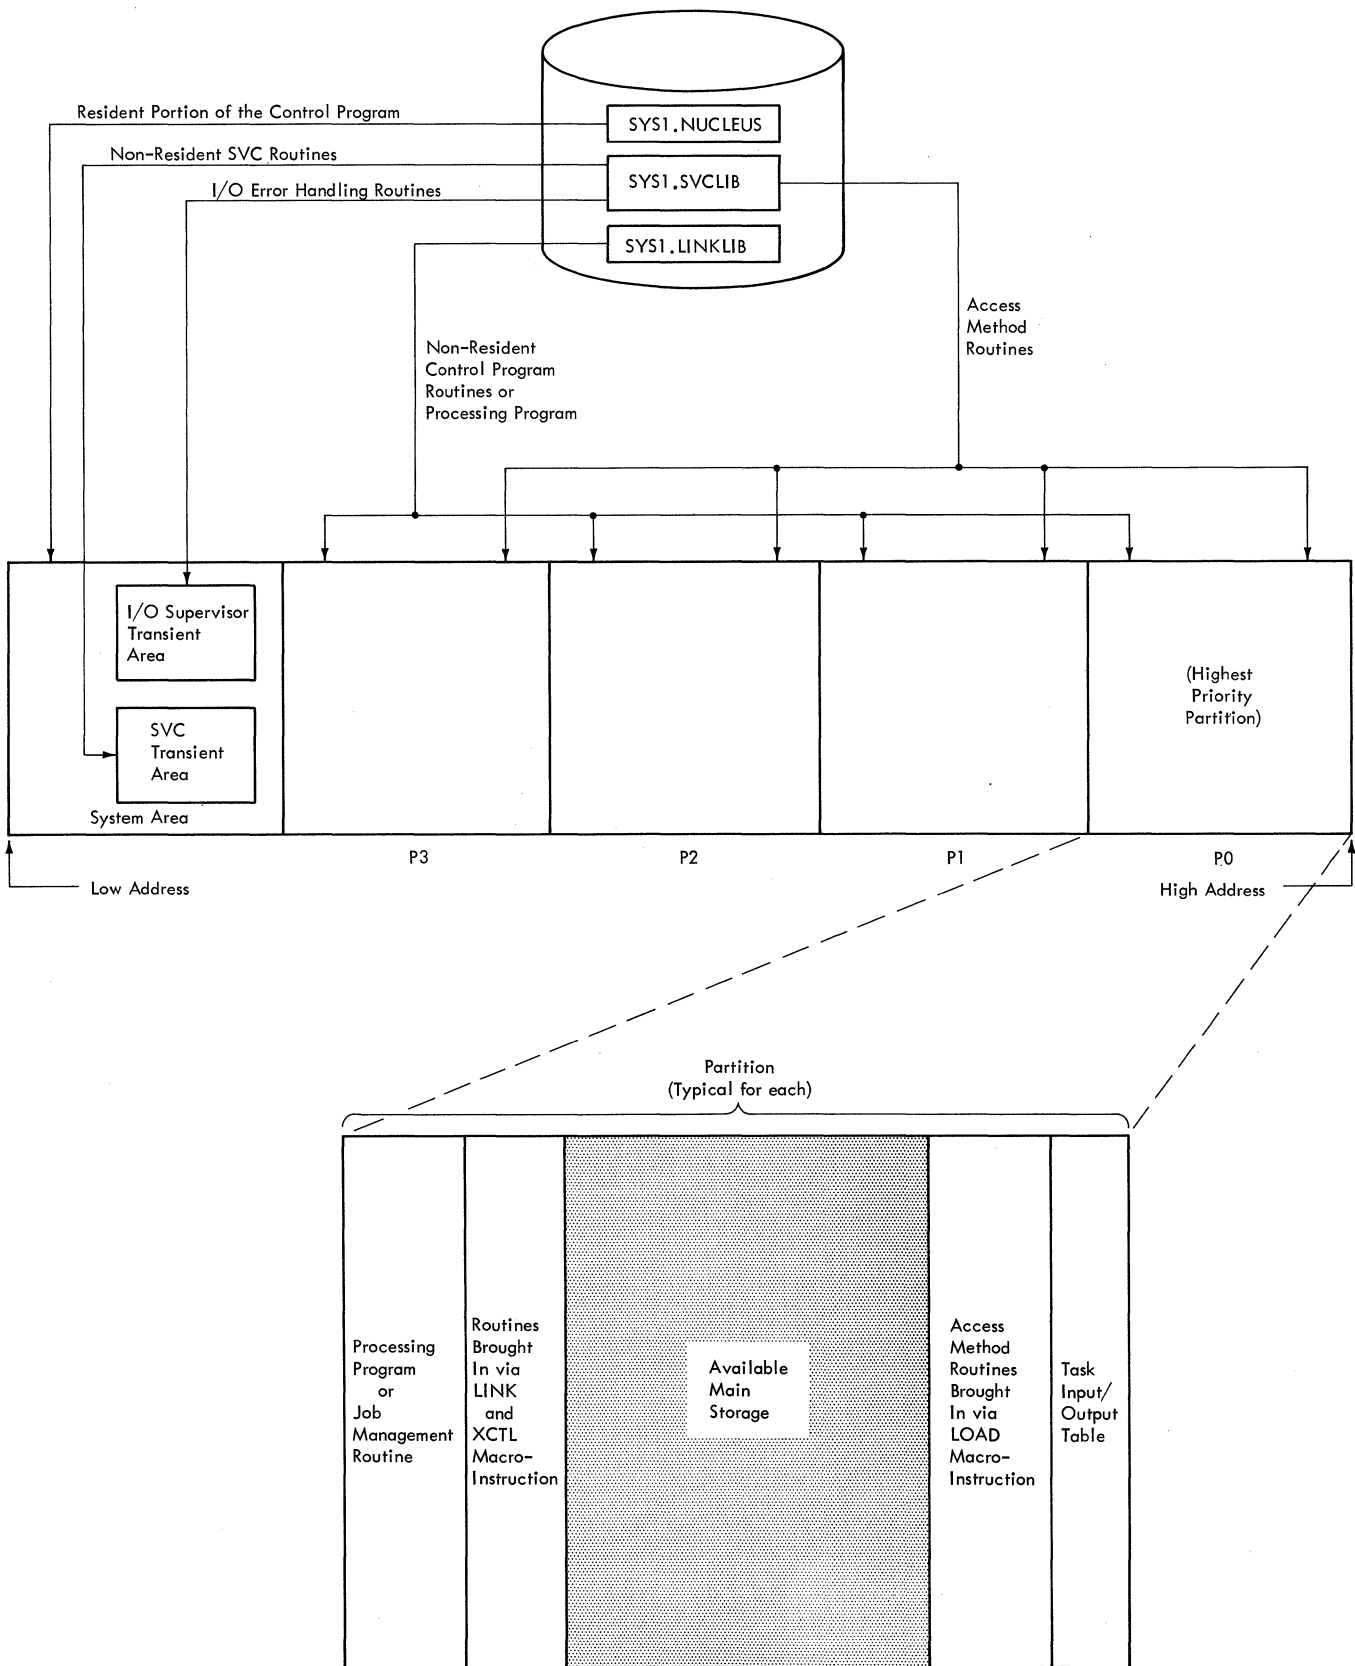 Resident Portion of the Control Program
SYS1.NUCLEUS
Non-Resident SVC Routines
SYS1.SVCLIB
I/O Error Handling Routines
SYS1.LINKLIB
Access
Method
Routines
Non-Resident
Control Program
Routines or
Processing Program
I/O Supervisor
Transient
Area
SVC
Transient
Area
System Area
(Highest
Priority
Partition)
P3
P2
P1
P0
Low Address
High Address
Partition
(Typical for each)
Processing
Program
or
Job
Management
Routine
Routines
Brought
In via
LINK
and
XCTL
Macro-
Instruction
Available
Main
Storage
Access
Method
Routines
Brought
In via
LOAD
Macro-
Instruction
Task
Input/
Output
Table